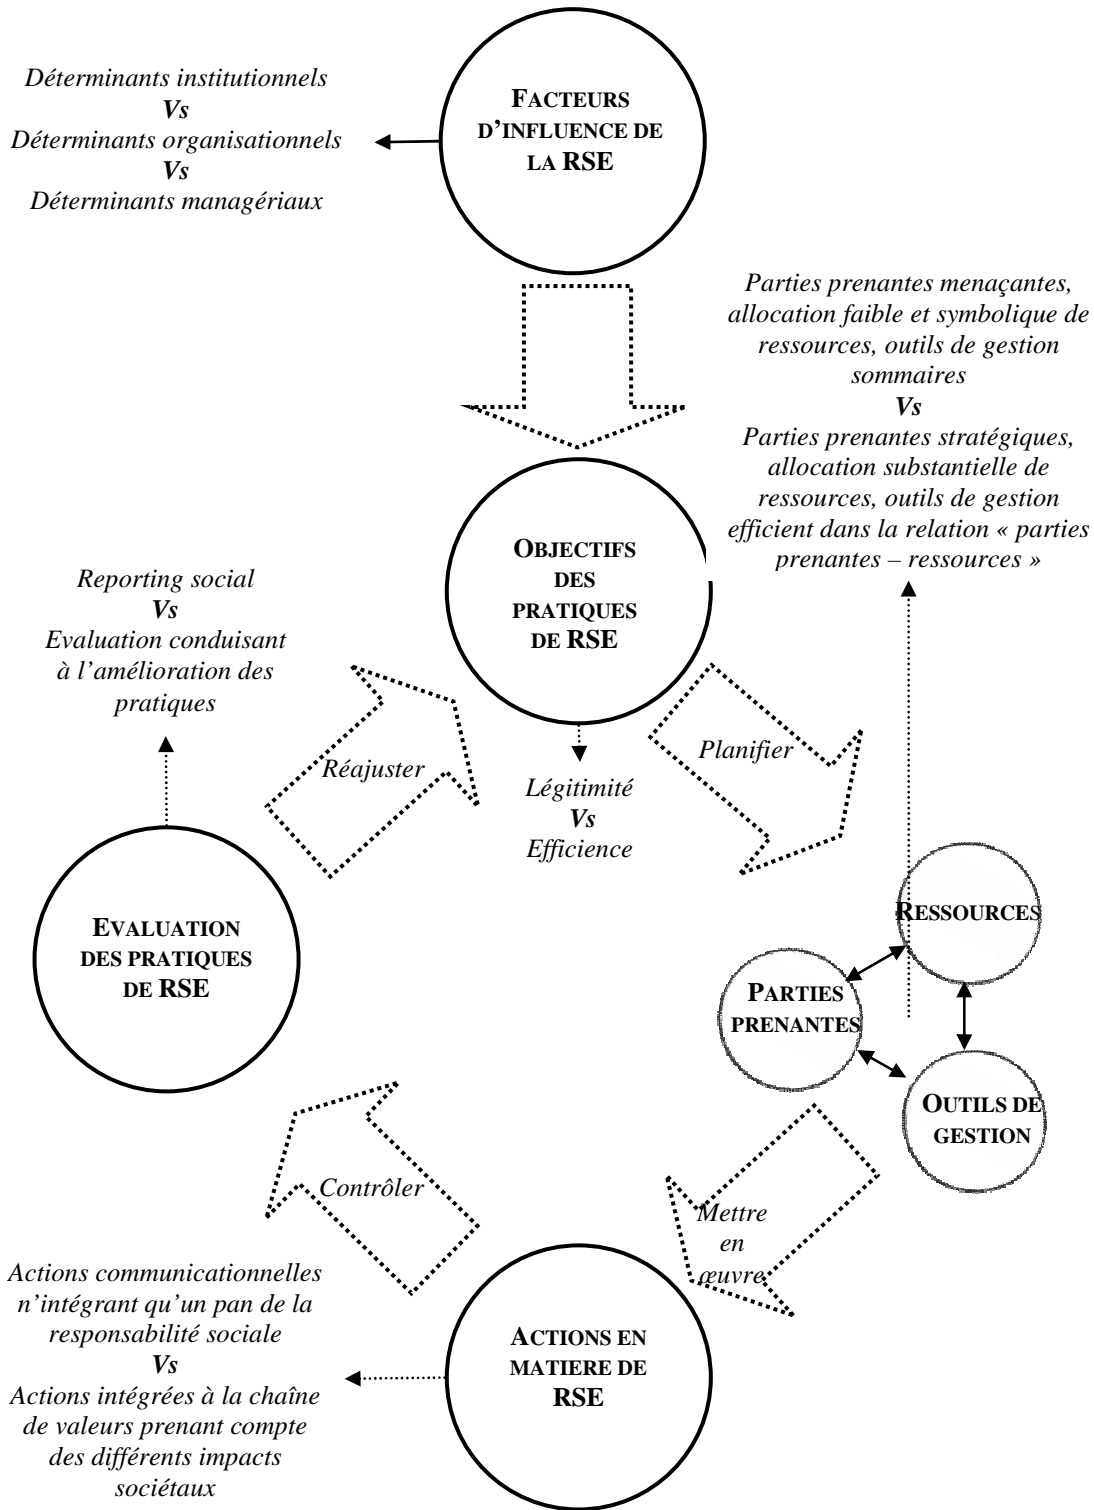 FACTEURS
D'INFLUENCE DE
LA RSE
Déterminants institutionnels
Vs
Déterminants organisationnels
Vs
Déterminants managériaux
Parties prenantes menaçantes,
allocation faible et symbolique de
ressources, outils de gestion
sommaires
Vs
Parties prenantes stratégiques,
allocation substantielle de
ressources, outils de gestion
efficient dans la relation « parties
prenantes – ressources »
OBJECTIFS
DES
PRATIQUES
DE RSE
Reporting social
Vs
Evaluation conduisant
à l'amélioration des
pratiques
Réajuster
Planifier
Légitimité
Vs
Efficience
EVALUATION
DES PRATIQUES
DE RSE
RESSOURCES
PARTIES
PRENANTES
OUTILS DE
GESTION
Contrôler
Mettre
en
œuvre
Actions communicationnelles
n'intégrant qu'un pan de la
responsabilité sociale
Vs
Actions intégrées à la chaîne
de valeurs prenant compte
des différents impacts
sociétaux
ACTIONS EN
MATIERE DE
RSE